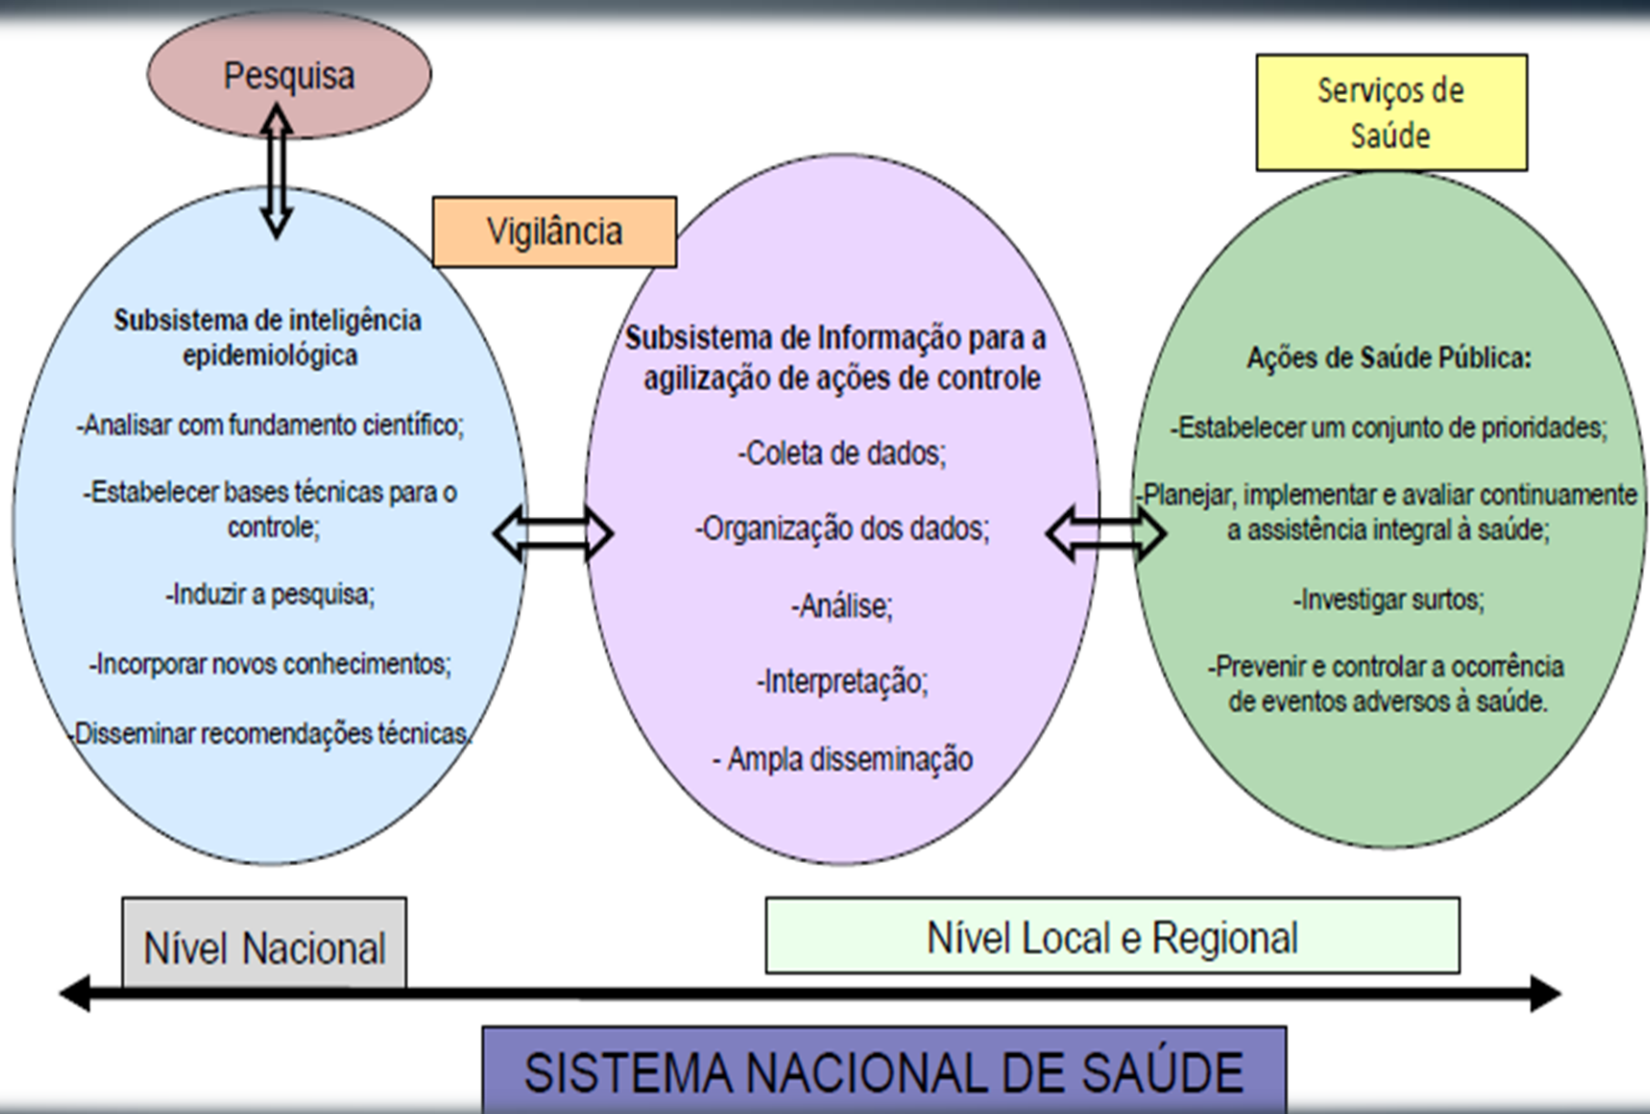 Pesquisa
Serviços de
Saúde
Vigilância
Subsistema de inteligência
epidemiológica
-Analisar com fundamento científico;
-Estabelecer bases técnicas para o
controle;
-Induzir a pesquisa;
-Incorporar novos conhecimentos;
-Disseminar recomendações técnicas.
Subsistema de Informação para a
agilização de ações de controle
-Coleta de dados;
-Organização dos dados;
-Análise;
-Interpretação;
- Ampla disseminação
Ações de Saúde Pública:
-Estabelecer um conjunto de prioridades;
-Planejar, implementar e avaliar continuamente
a assistência integral à saúde;
-Investigar surtos;
-Prevenir e controlar a ocorrência
de eventos adversos à saúde.
Nível Nacional
Nível Local e Regional
SISTEMA NACIONAL DE SAÚDE